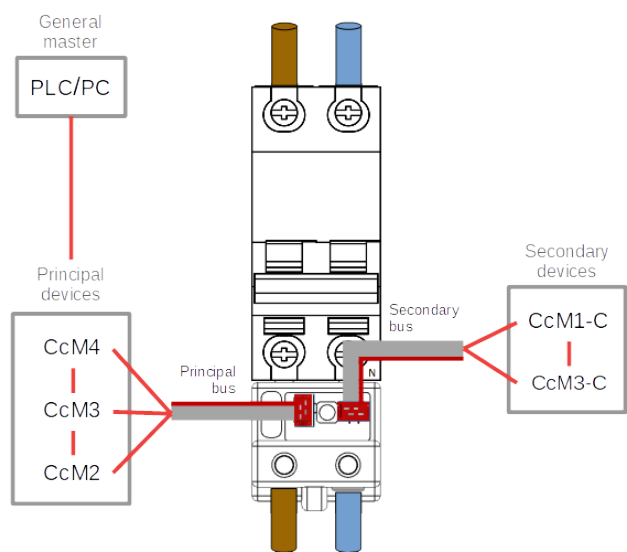 General
master
PLC/PC
Principal
devices
CcM4
CcM3
CcM2
Principal
bus
Secondary
bus
N
Secondary
devices
CcM1-C
CcM3-C